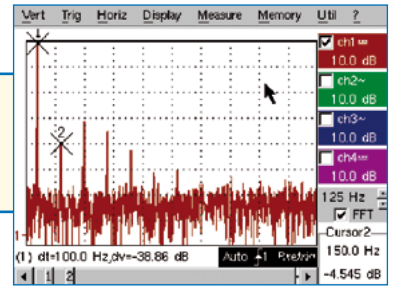 Vert Trig Horiz Display Measure Memory Util ?
1
2
ch1
10.0 dB
ch2~
10.0 dB
ch3~
10.0 dB
ch4
10.0 dB
125 Hz
FFT
Cursor2
150.0 Hz
-4.545 dB
1
(1) dt=100.0 Hz,dv=-38.86 dB
Auto 1
1 2